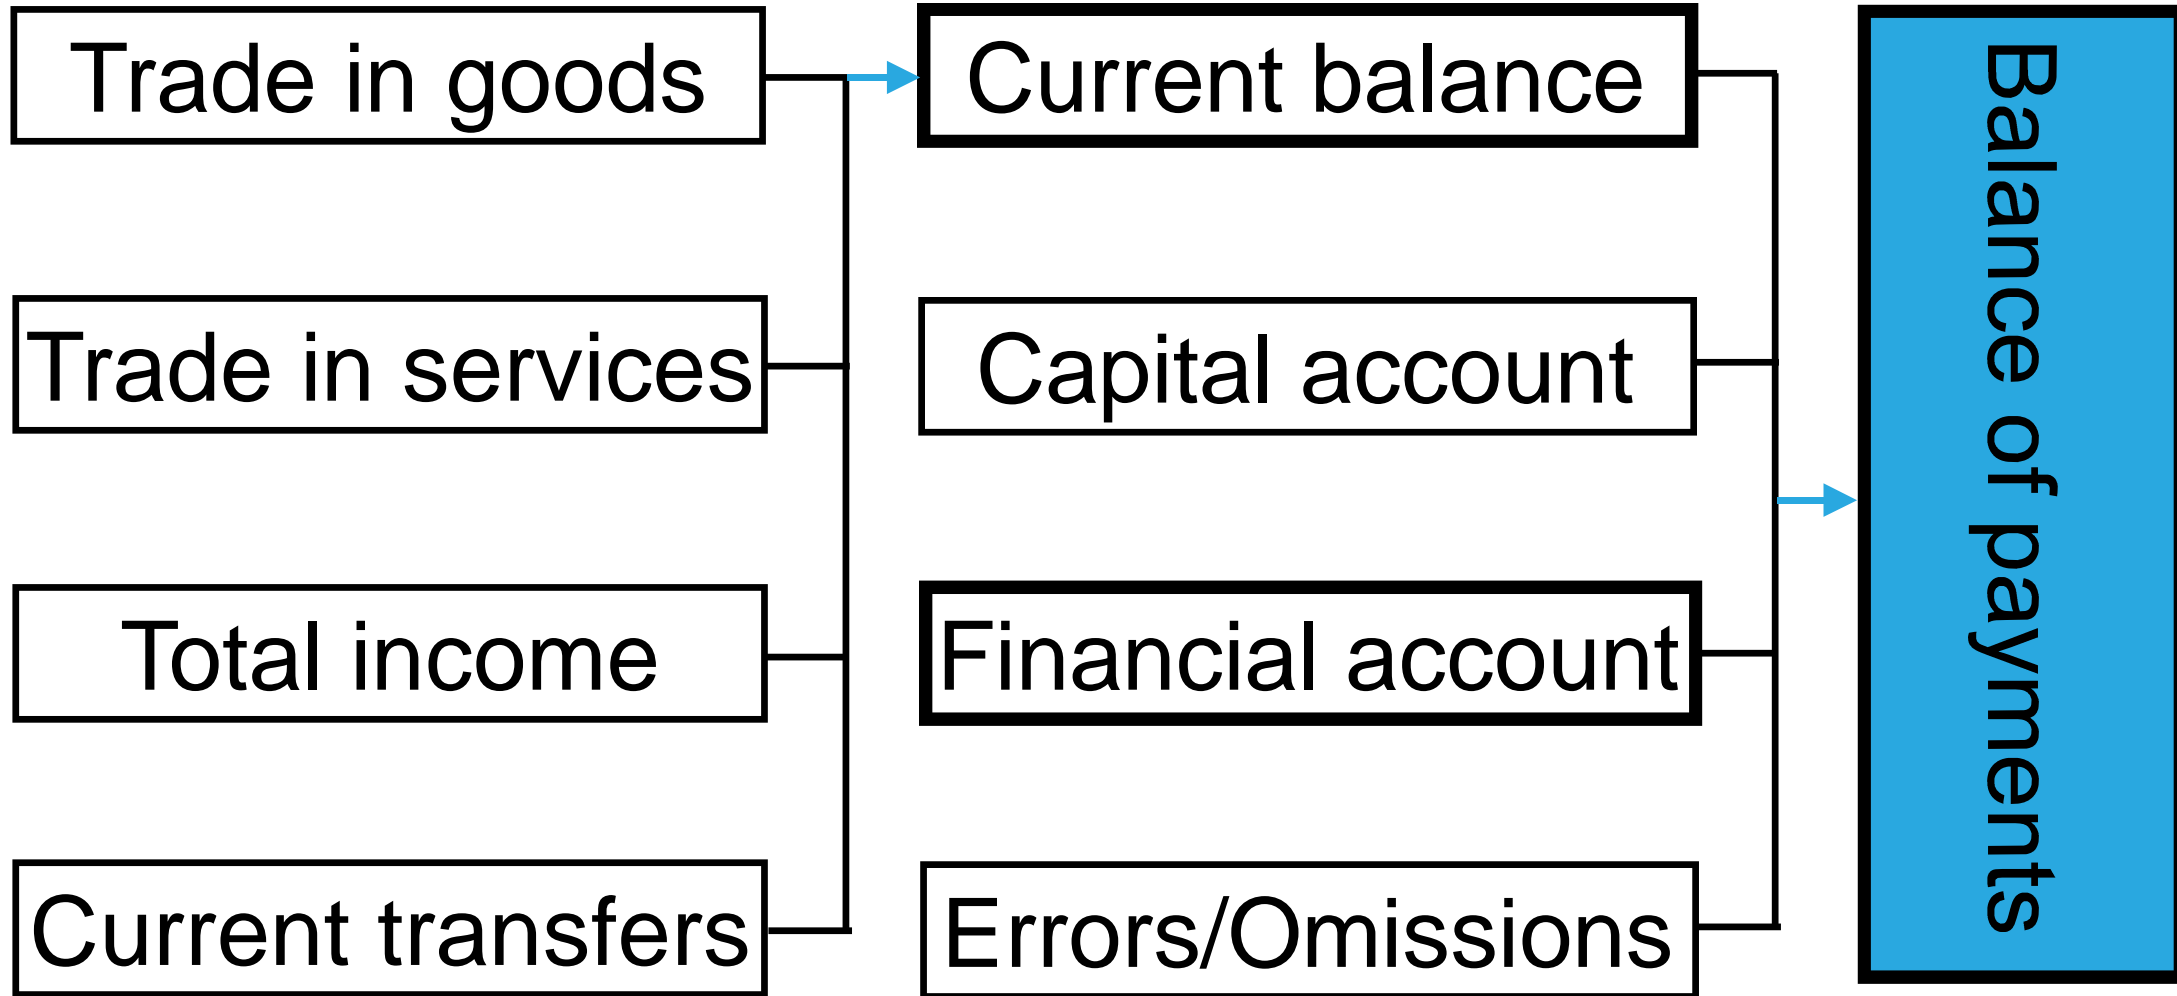 Trade in goods
Trade in services
Total income
Current transfers
Current balance
Capital account
Financial account
Errors/Omissions
Balance of payments